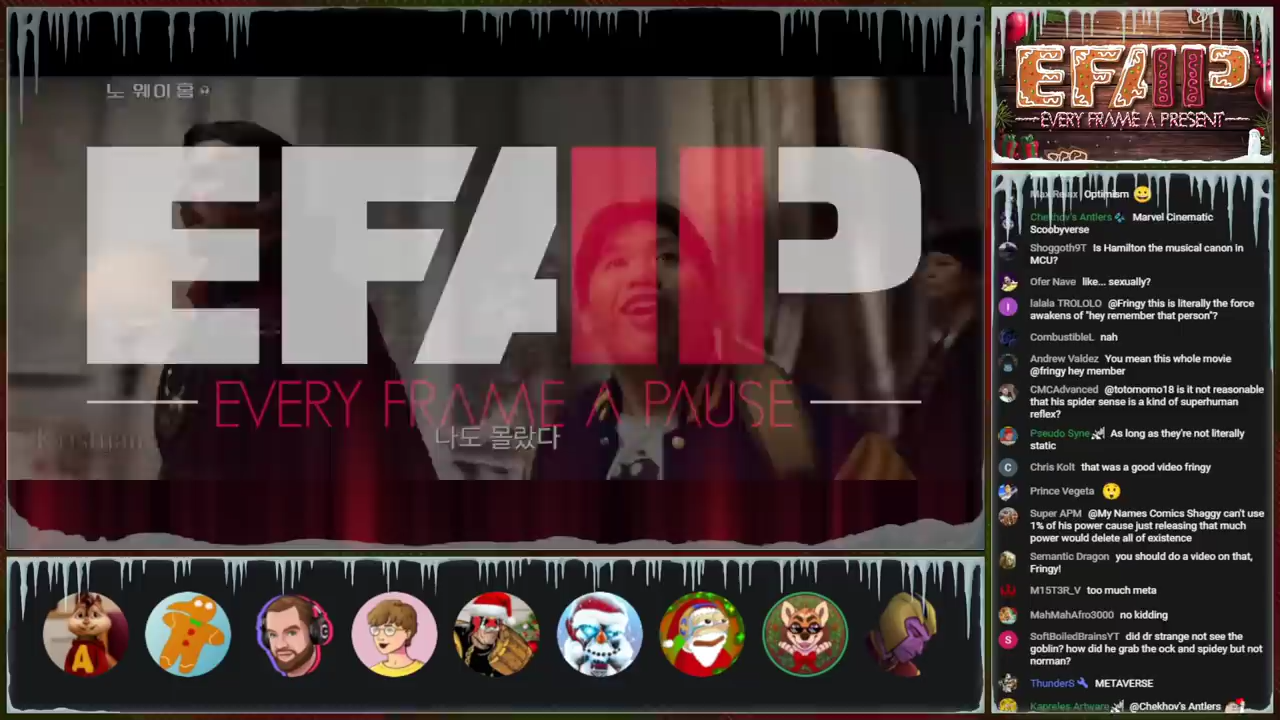 노 웨이 홈
EFAP
EVERY FRAME A PAUSE
나도 몰랐다
EFAP
EVERY FRAME A PRESENT
Max Relax Optimism 😀
Chekhov's Antlers Marvel Cinematic
Scoobyverse
Shoggoth9T Is Hamilton the musical canon in
MCU?
Ofer Nave like... sexually?
lalala TROLOLO @Fringy this is literally the force
awakens of "hey remember that person"?
CombustibleL nah
Andrew Valdez You mean this whole movie
@fringy hey member
CMCAdvanced @totomomo18 is it not reasonable
that his spider sense is a kind of superhuman
reflex?
Pseudo Syne As long as they're not literally
static
C
Chris Kolt that was a good video fringy
Prince Vegeta 😲
Super APM @My Names Comics Shaggy can't use
1% of his power cause just releasing that much
power would delete all of existence
Semantic Dragon you should do a video on that,
Fringy!
M15T3R_V too much meta
MahMahAfro3000 no kidding
S
SoftBoiledBrainsYT did dr strange not see the
goblin? how did he grab the ock and spidey but not
norman?
ThunderS METAVERSE
Kapreles Artware @Chekhov's Antlers
A